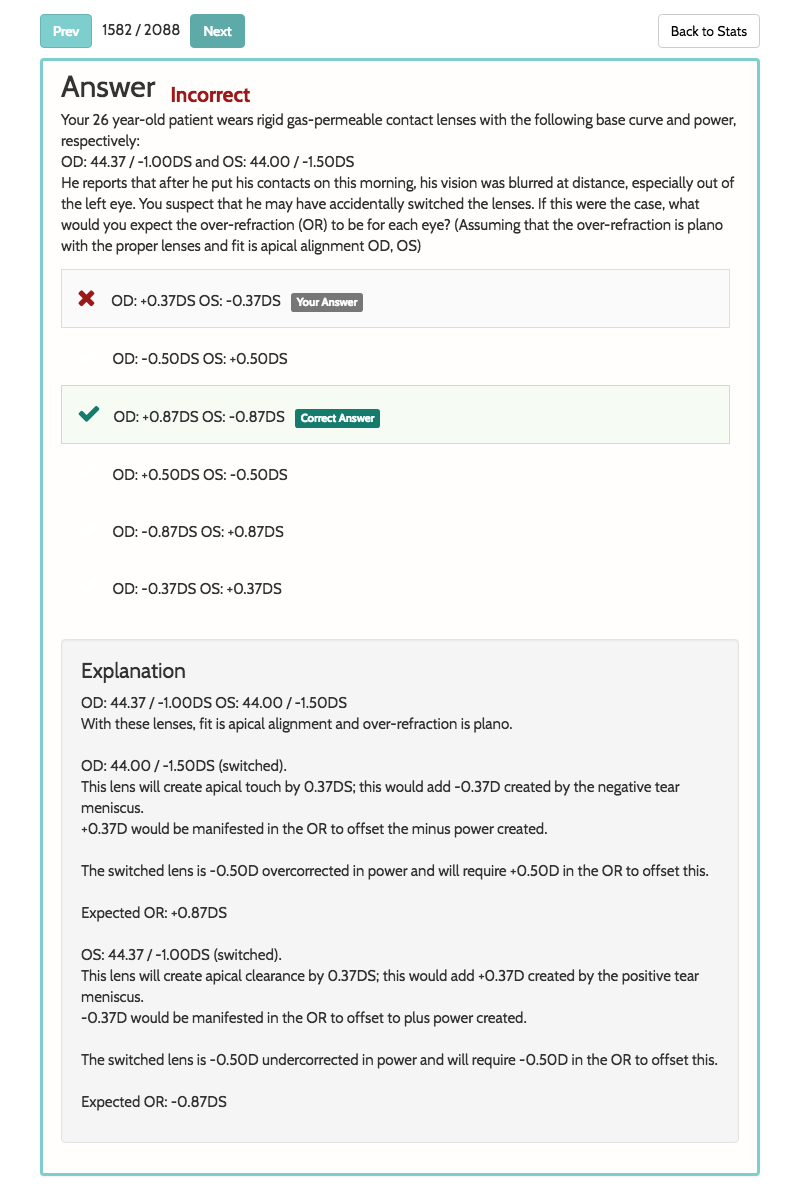 Prev
1582 / 2088
Next
Back to Stats
Answer Incorrect
Your 26 year-old patient wears rigid gas-permeable contact lenses with the following base curve and power,
respectively:
OD: 44.37 / -1.00DS and OS: 44.00 / -1.50DS
He reports that after he put his contacts on this morning, his vision was blurred at distance, especially out of
the left eye. You suspect that he may have accidentally switched the lenses. If this were the case, what
would you expect the over-refraction (OR) to be for each eye? (Assuming that the over-refraction is plano
with the proper lenses and fit is apical alignment OD, OS)
OD: +0.37DS OS: -0.37DS Your Answer
OD: -0.50DS OS: +0.50DS
OD: +0.87DS OS: -0.87DS Correct Answer
OD: +0.50DS OS: -0.50DS
OD: -0.87DS OS: +0.87DS
OD: -0.37DS OS: +0.37DS
Explanation
OD: 44.37 / -1.00DS OS: 44.00 / -1.50DS
With these lenses, fit is apical alignment and over-refraction is plano.
OD: 44.00 / -1.50DS (switched).
This lens will create apical touch by 0.37DS; this would add -0.37D created by the negative tear
meniscus.
+0.37D would be manifested in the OR to offset the minus power created.
The switched lens is -0.50D overcorrected in power and will require +0.50D in the OR to offset this.
Expected OR: +0.87DS
OS: 44.37 / -1.00DS (switched).
This lens will create apical clearance by 0.37DS; this would add +0.37D created by the positive tear
meniscus.
-0.37D would be manifested in the OR to offset to plus power created.
The switched lens is -0.50D undercorrected in power and will require -0.50D in the OR to offset this.
Expected OR: -0.87DS